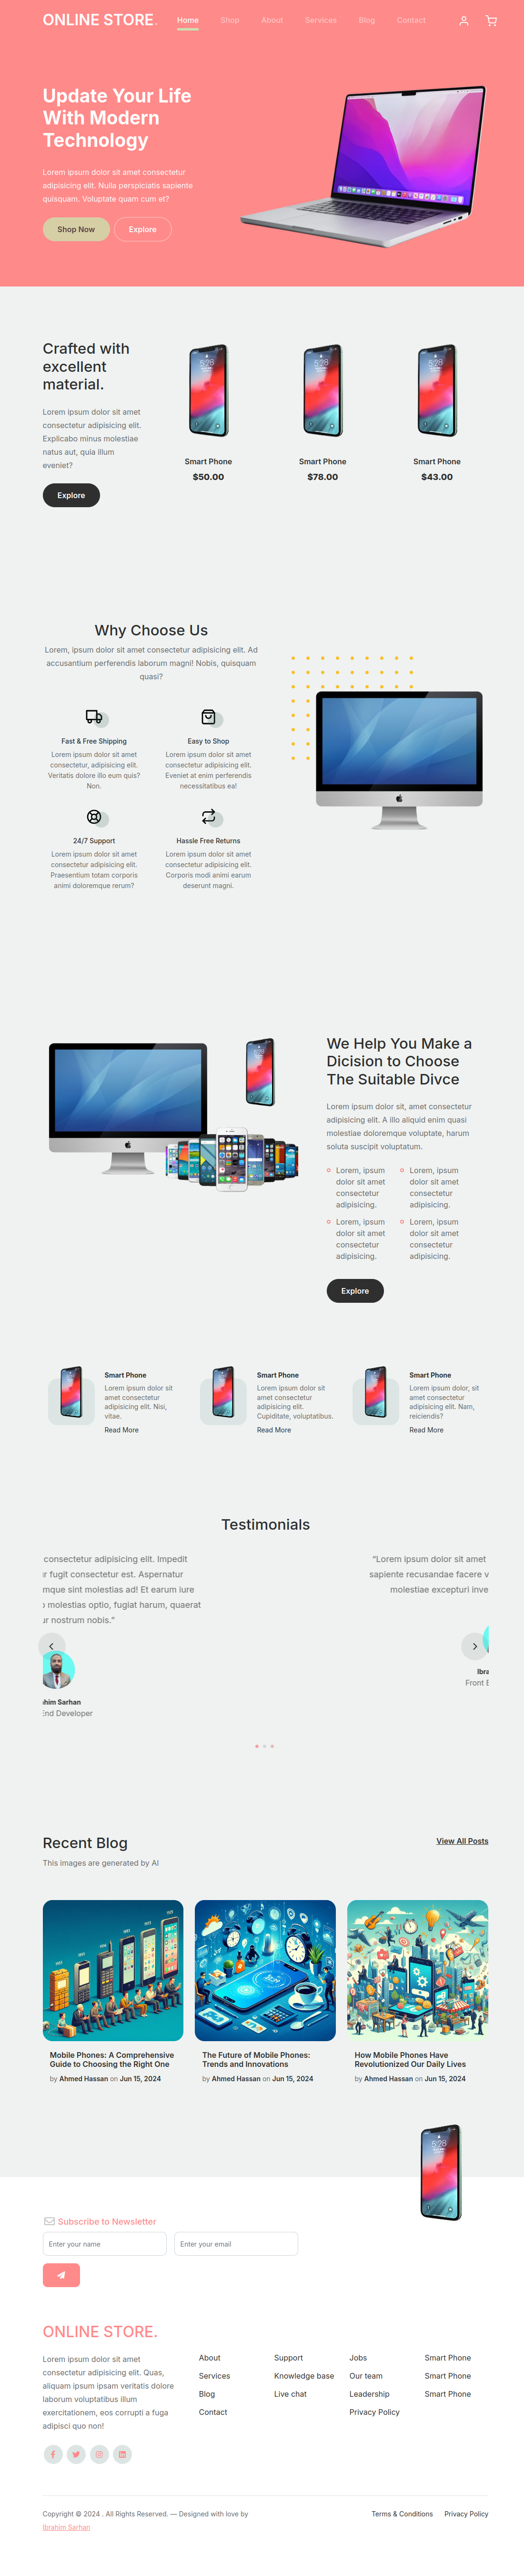 ONLINE STORE.
Home
Shop
About
Services
Blog
Contact
Update Your Life
With Modern
Technology
Lorem ipsum dolor sit amet consectetur
adipisicing elit. Nulla perspiciatis sapiente
quisquam. Voluptate quam cum et?
Shop Now
Explore
Crafted with
excellent
material.
Lorem ipsum dolor sit amet
consectetur adipisicing elit.
Explicabo minus molestiae
natus aut, quia illum
eveniet?
Explore
Smart Phone
$50.00
Smart Phone
$78.00
Smart Phone
$43.00
Why Choose Us
Lorem, ipsum dolor sit amet consectetur adipisicing elit. Ad
accusantium perferendis laborum magni! Nobis, quisquam
quasi?
Fast & Free Shipping
Lorem ipsum dolor sit amet
consectetur, adipisicing elit.
Veritatis dolore illo eum quis?
Non.
Easy to Shop
Lorem ipsum dolor sit amet
consectetur adipisicing elit.
Eveniet at enim perferendis
necessitatibus ea!
24/7 Support
Lorem ipsum dolor sit amet
consectetur adipisicing elit.
Praesentium totam corporis
animi doloremque rerum?
Hassle Free Returns
Lorem ipsum dolor sit amet
consectetur adipisicing elit.
Corporis modi animi earum
deserunt magni.
We Help You Make a
Dicision to Choose
The Suitable Divce
Lorem ipsum dolor sit, amet consectetur
adipisicing elit. A illo aliquid enim quasi
molestiae doloremque voluptate, harum
soluta suscipit voluptatum.
Lorem, ipsum
dolor sit amet
consectetur
adipisicing.
Lorem, ipsum
dolor sit amet
consectetur
adipisicing.
Lorem, ipsum
dolor sit amet
consectetur
adipisicing.
Lorem, ipsum
dolor sit amet
consectetur
adipisicing.
Explore
Smart Phone
Lorem ipsum dolor sit
amet consectetur
adipisicing elit. Nisi,
vitae.
Read More
Smart Phone
Lorem ipsum dolor sit
amet consectetur
adipisicing elit.
Cupiditate, voluptatibus.
Read More
Smart Phone
Lorem ipsum dolor, sit
amet consectetur
adipisicing elit. Nam,
reiciendis?
Read More
Testimonials
consectetur adipisicing elit. Impedit
r fugit consectetur est. Aspernatur
mque sint molestias ad! Et earum iure
molestias optio, fugiat harum, quaerat
ur nostrum nobis."
him Sarhan
End Developer
"Lorem ipsum dolor sit amet
sapiente recusandae facere v
molestiae excepturi inve
Ibra
Front E
Recent Blog
View All Posts
This images are generated by AI
Mobile Phones: A Comprehensive
Guide to Choosing the Right One
by Ahmed Hassan on Jun 15, 2024
The Future of Mobile Phones:
Trends and Innovations
by Ahmed Hassan on Jun 15, 2024
How Mobile Phones Have
Revolutionized Our Daily Lives
by Ahmed Hassan on Jun 15, 2024
Subscribe to Newsletter
Enter your name
Enter your email
ONLINE STORE.
Lorem ipsum dolor sit amet
consectetur adipisicing elit. Quas,
aliquam ipsum ipsam veritatis dolore
laborum voluptatibus illum
exercitationem, eos corrupti a fuga
adipisci quo non!
About
Services
Blog
Contact
Support
Knowledge base
Live chat
Jobs
Our team
Leadership
Privacy Policy
Smart Phone
Smart Phone
Smart Phone
Copyright © 2024 . All Rights Reserved. — Designed with love by
Ibrahim Sarhan
Terms & Conditions
Privacy Policy